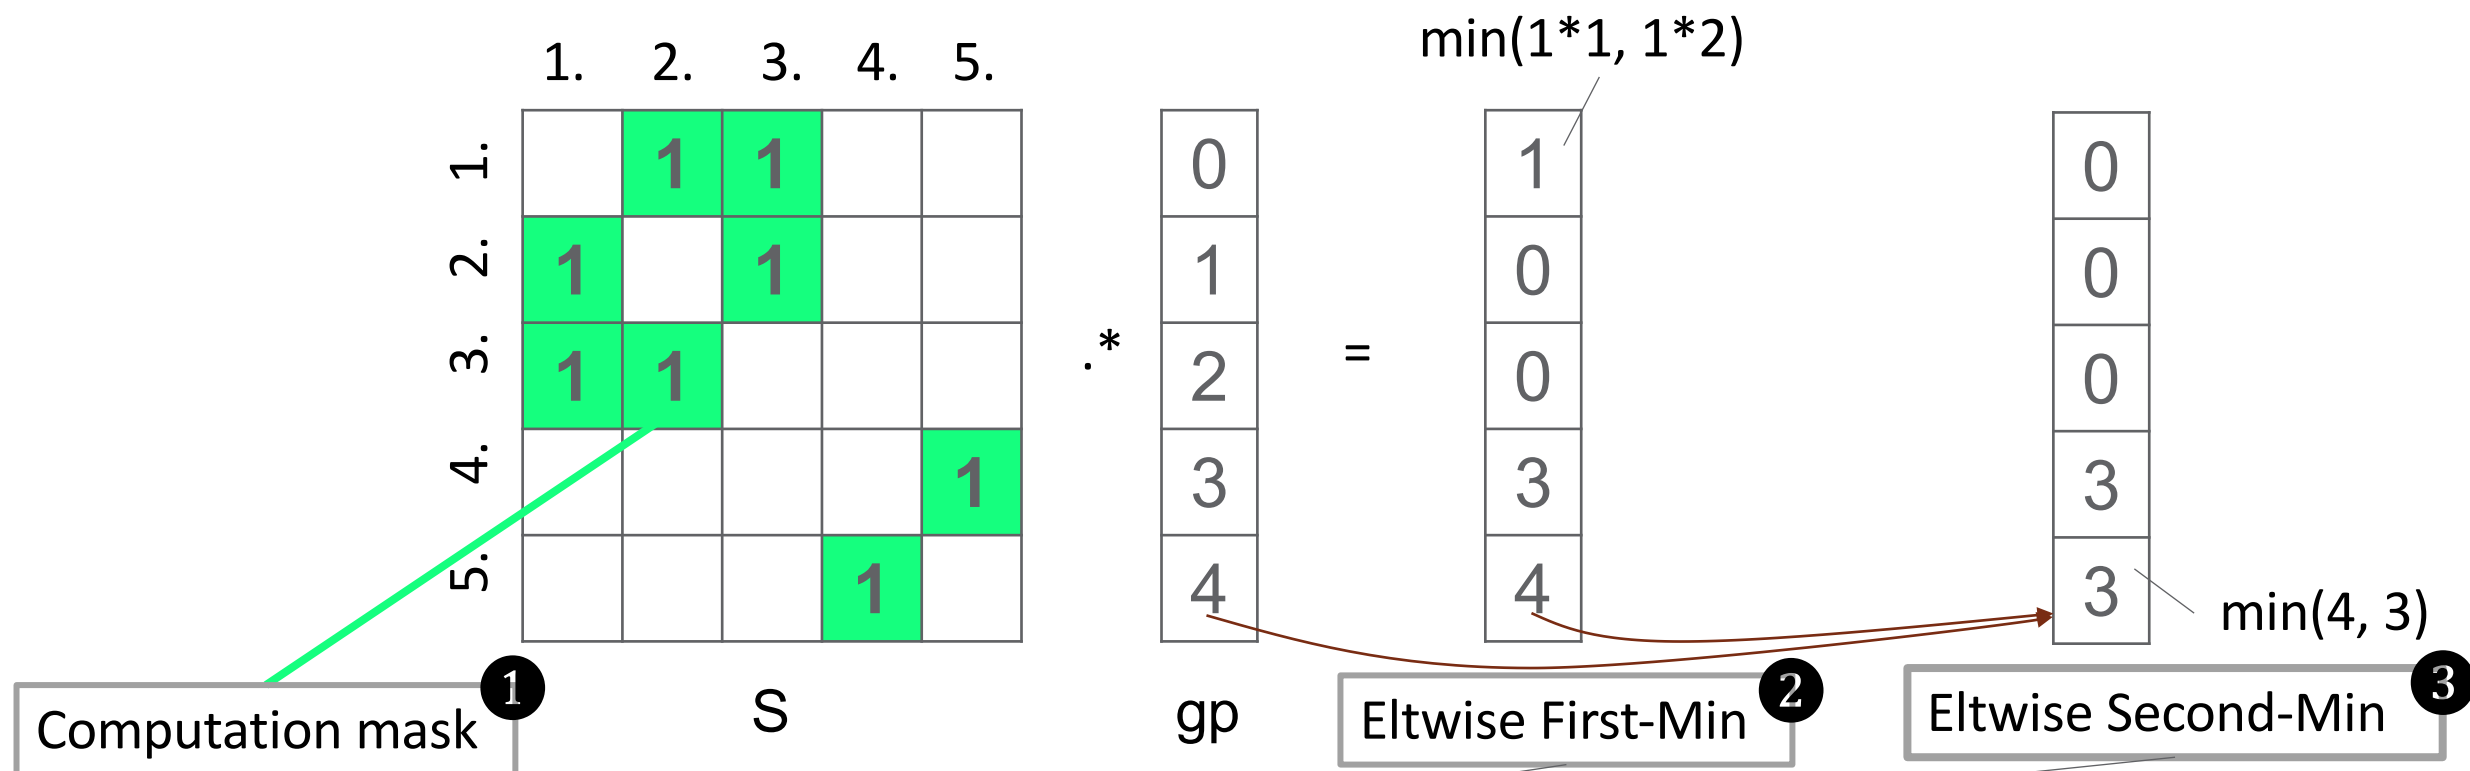 min(1*1, 1*2)
1. 2. 3. 4. 5.
1. 1 1 0 1 0
2. 1 1 1 0 0
.* =
3. 1 1 2 0 0
4. 1 3 3 3
5. 1 4 4 3
min(4, 3)
1 2 3
Computation mask S gp Eltwise First-Min Eltwise Second-Min